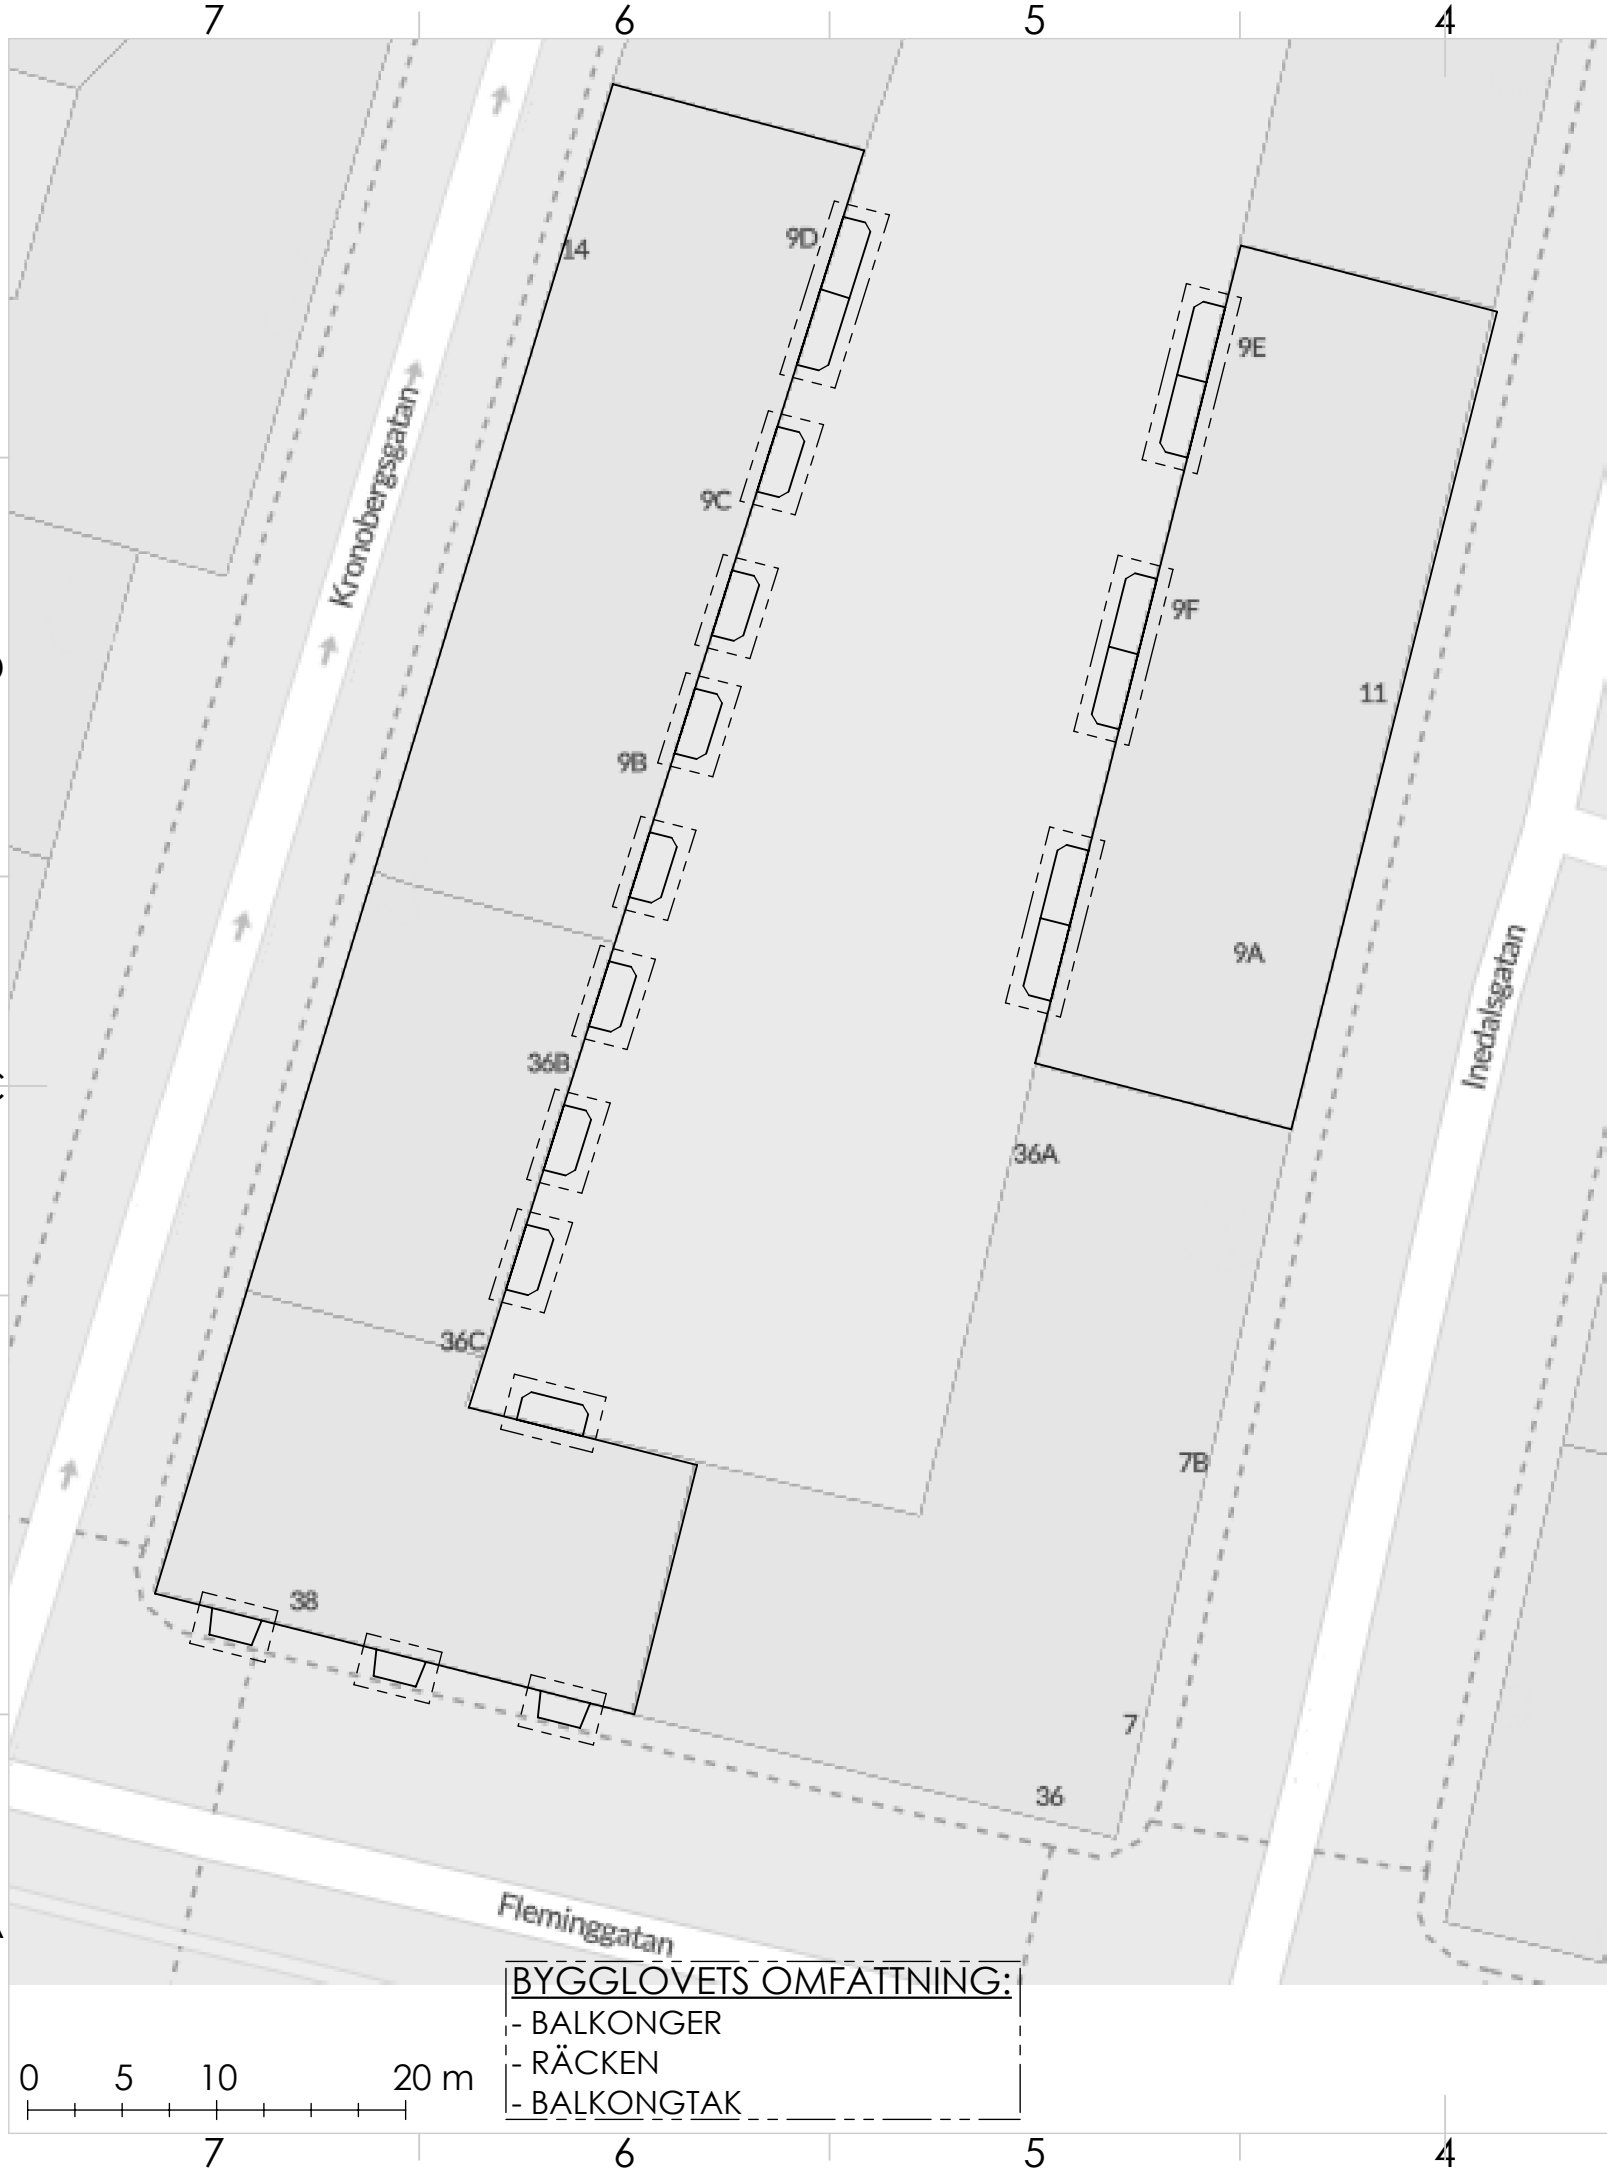 7 6 5 4
14
9D
9E
Kronobergsgatan
9C
9F
11
9B
9A
Inedalsgatan
36B
36A
36C
7B
38
7
36
Fleminggatan
BYGGLOVETS OMFATTNING:
- BALKONGER
- RÄCKEN
- BALKONGTAK
0 5 10 20 m
7 6 5 4